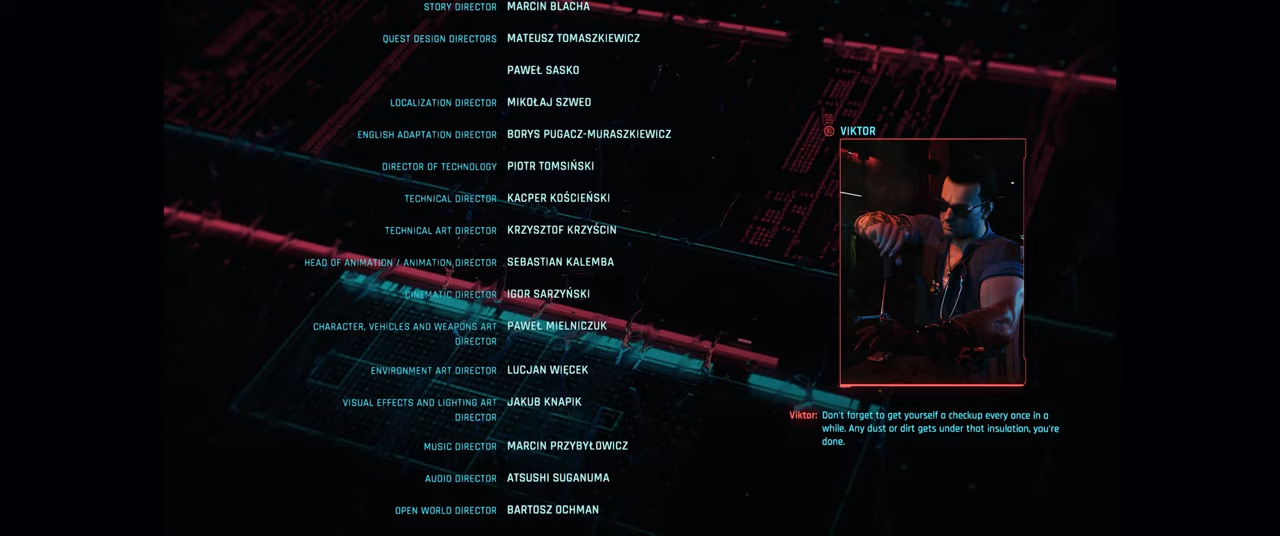 STORY DIRECTOR MARCIN BLACHA
QUEST DESIGN DIRECTORS MATEUSZ TOMASZKIEWICZ
PAWEŁ SASKO
LOCALIZATION DIRECTOR MIKOŁAJ SZWED
ENGLISH ADAPTATION DIRECTOR BORYS PUGACZ-MURASZKIEWICZ
DIRECTOR OF TECHNOLOGY PIOTR TOMSIŃSKI
TECHNICAL DIRECTOR KACPER KOŚCIEŃSKI
TECHNICAL ART DIRECTOR KRZYSZTOF KRZYŚCIN
HEAD OF ANIMATION / ANIMATION DIRECTOR SEBASTIAN KALEMBA
CINEMATIC DIRECTOR IGOR SARZYŃSKI
CHARACTER, VEHICLES AND WEAPONS ART PAWEŁ MIELNICZUK
DIRECTOR
ENVIRONMENT ART DIRECTOR LUCJAN WIĘCEK
VISUAL EFFECTS AND LIGHTING ART JAKUB KNAPIK
DIRECTOR
MUSIC DIRECTOR MARCIN PRZYBYŁOWICZ
AUDIO DIRECTOR ATSUSHI SUGANUMA
OPEN WORLD DIRECTOR BARTOSZ OCHMAN
VIKTOR
Viktor: Don't forget to get yourself a checkup every once in a
while. Any dust or dirt gets under that insulation, you're
done.